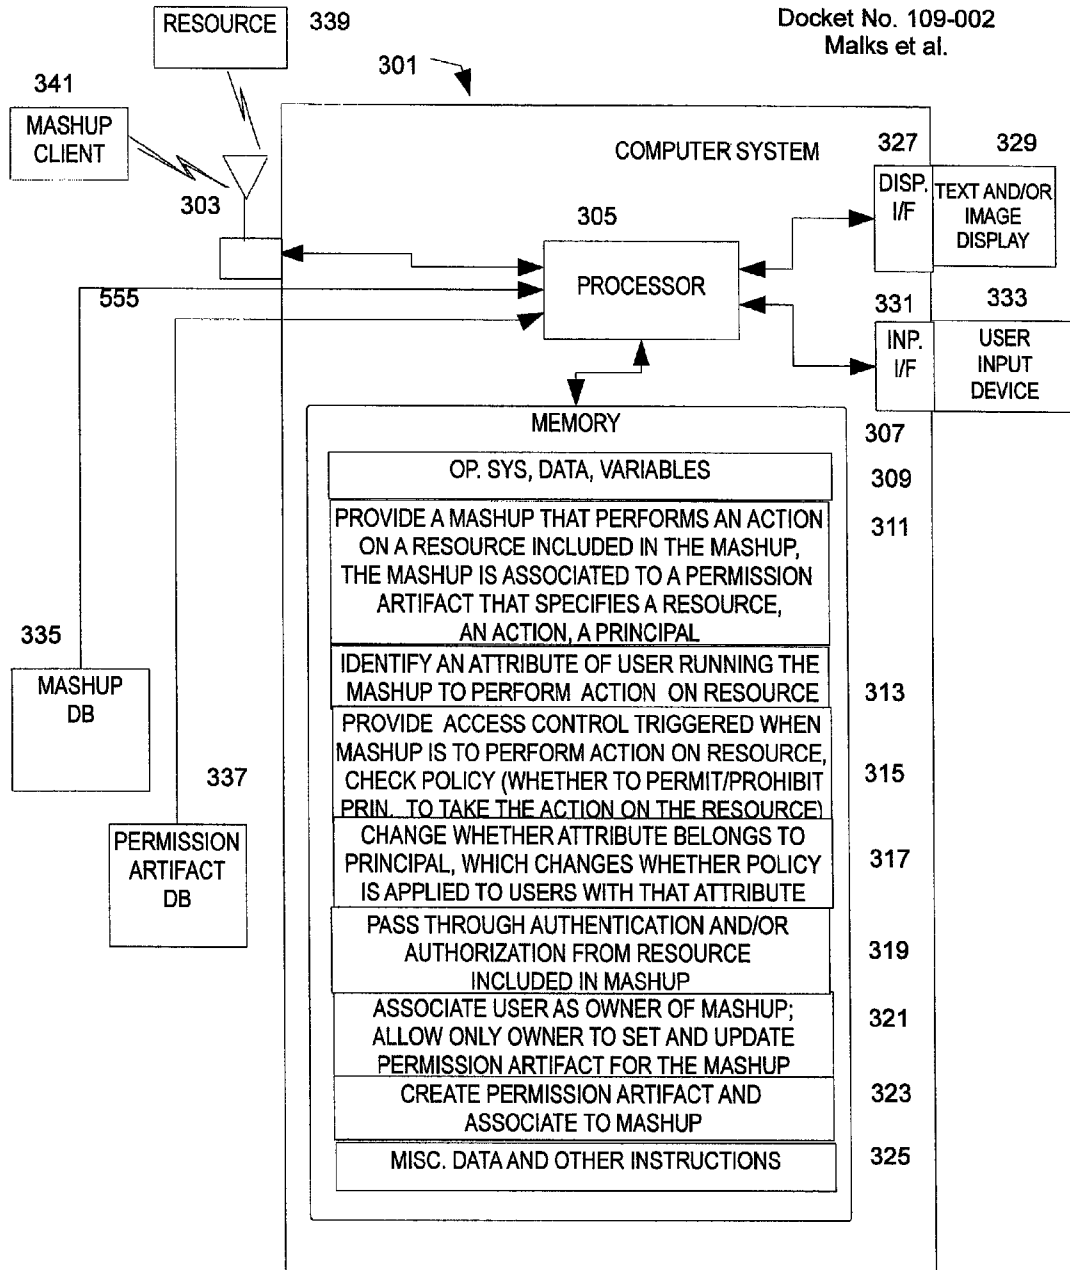 Docket No. 109-002
Malks et al.
RESOURCE
339
301
341
MASHUP
CLIENT
303
COMPUTER SYSTEM
327
329
DISP.
I/F
TEXT AND/OR
IMAGE
DISPLAY
305
PROCESSOR
555
331
333
INP.
I/F
USER
INPUT
DEVICE
MEMORY
307
OP. SYS, DATA, VARIABLES
309
PROVIDE A MASHUP THAT PERFORMS AN ACTION
ON A RESOURCE INCLUDED IN THE MASHUP,
THE MASHUP IS ASSOCIATED TO A PERMISSION
ARTIFACT THAT SPECIFIES A RESOURCE,
AN ACTION, A PRINCIPAL
311
335
MASHUP
DB
IDENTIFY AN ATTRIBUTE OF USER RUNNING THE
MASHUP TO PERFORM ACTION ON RESOURCE
313
PROVIDE ACCESS CONTROL TRIGGERED WHEN
MASHUP IS TO PERFORM ACTION ON RESOURCE,
CHECK POLICY (WHETHER TO PERMIT/PROHIBIT
PRIN. TO TAKE THE ACTION ON THE RESOURCE)
315
337
PERMISSION
ARTIFACT
DB
CHANGE WHETHER ATTRIBUTE BELONGS TO
PRINCIPAL, WHICH CHANGES WHETHER POLICY
IS APPLIED TO USERS WITH THAT ATTRIBUTE
317
PASS THROUGH AUTHENTICATION AND/OR
AUTHORIZATION FROM RESOURCE
INCLUDED IN MASHUP
319
ASSOCIATE USER AS OWNER OF MASHUP;
ALLOW ONLY OWNER TO SET AND UPDATE
PERMISSION ARTIFACT FOR THE MASHUP
321
CREATE PERMISSION ARTIFACT AND
ASSOCIATE TO MASHUP
323
MISC. DATA AND OTHER INSTRUCTIONS
325